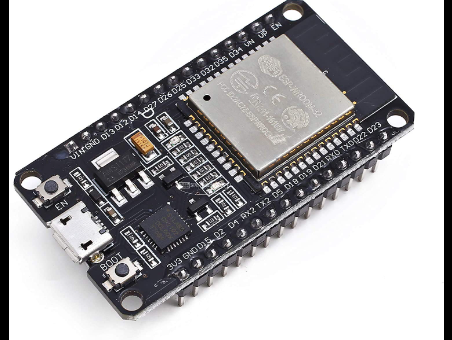 VIN GND D13 D12 D14 D27 D26 D25 D33 D32 D35 D34 VN VP EN
EN
BOOT
3V3 GND D15 D2 D4 RX2 TX2 D5 D18 D19 D21 RX0 TX0 D22 D23